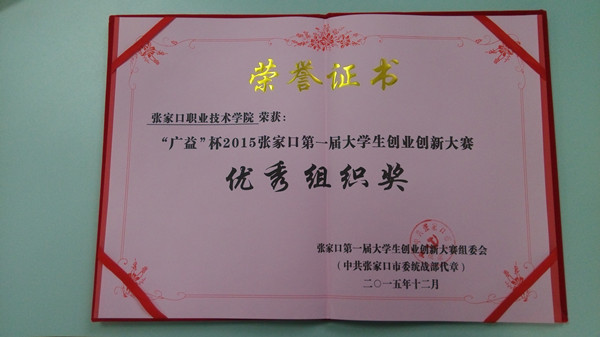 荣誉证书
张家口职业技术学院 荣获：
“广益”杯2015张家口第一届大学生创业创新大赛
优秀组织奖
张家口第一届大学生创业创新大赛组委会
（中共张家口市委统战部代章）
二〇一五年十二月